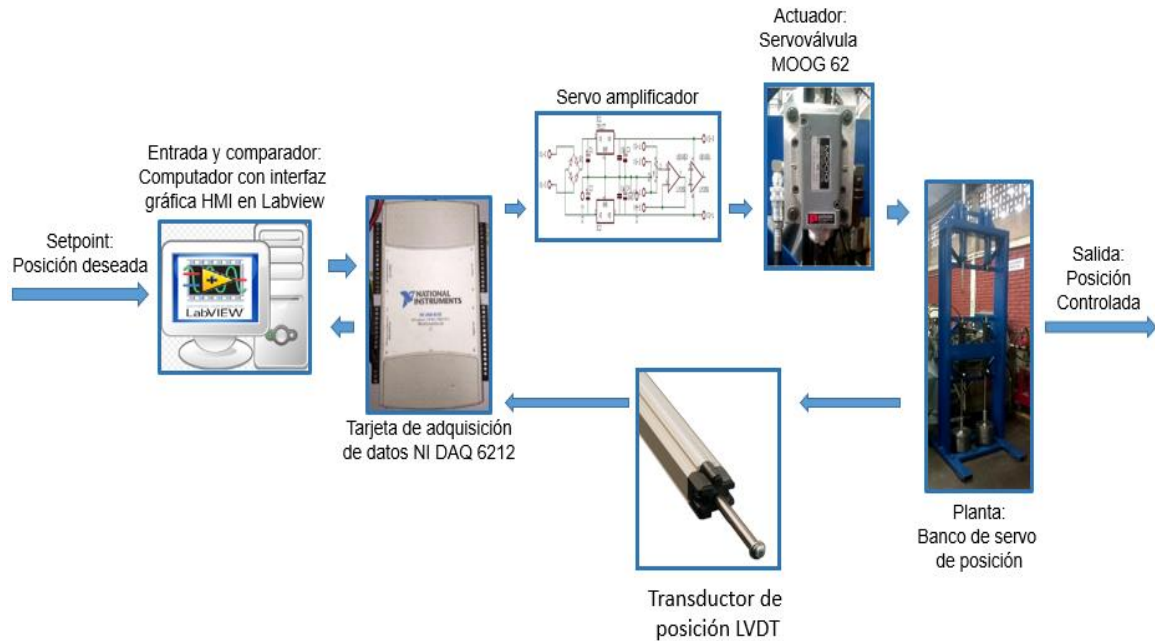 Actuador:
Servoválvula
MOOG 62
Servo amplificador
Entrada y comparador:
Computador con interfaz
gráfica HMI en Labview
Setpoint:
Posición deseada
LabVIEW
NATIONAL
INSTRUMENTS
Salida:
Posición
Controlada
Tarjeta de adquisición
de datos NI DAQ 6212
Planta:
Banco de servo
de posición
Transductor de
posición LVDT